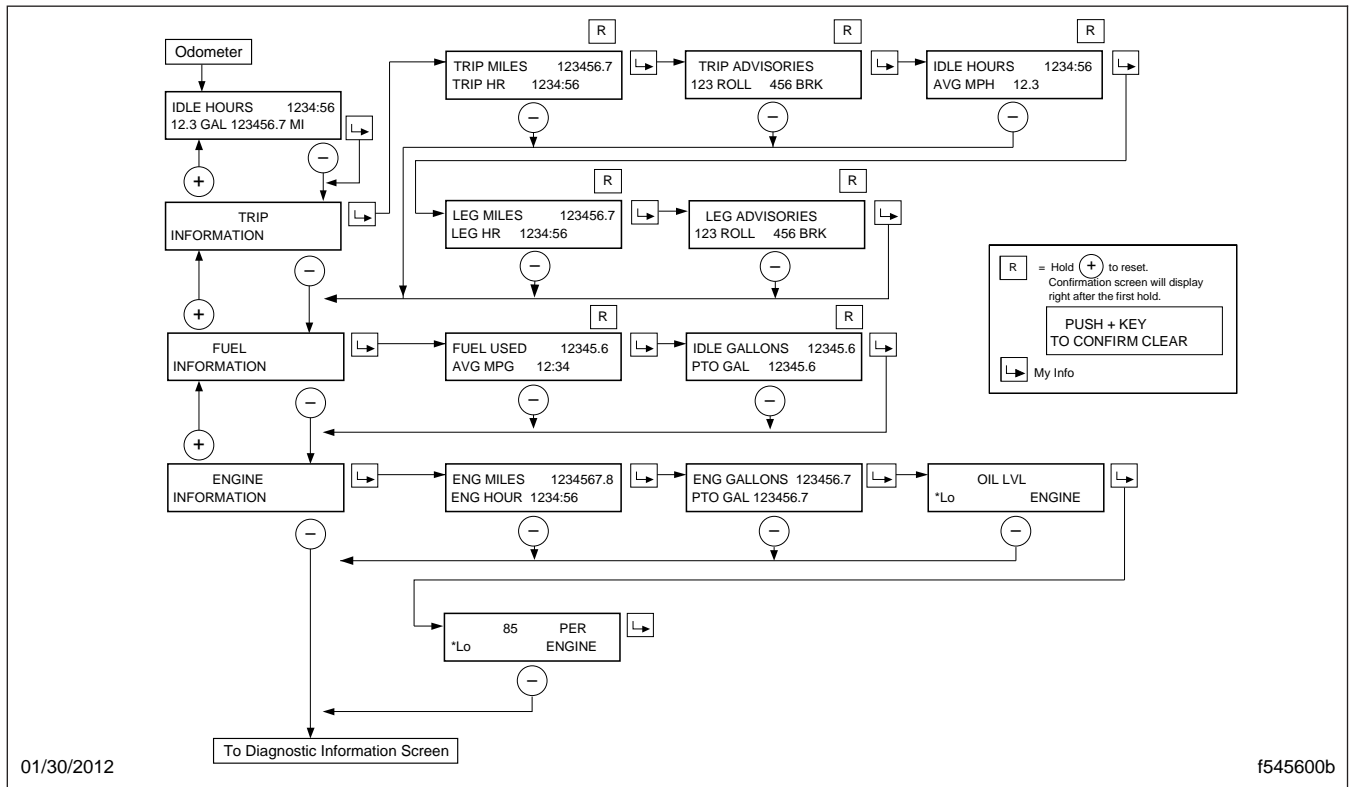 Odometer
R
R
R
TRIP MILES 123456.7
TRIP HR 1234:56
TRIP ADVISORIES
123 ROLL 456 BRK
IDLE HOURS 1234:56
AVG MPH 12.3
IDLE HOURS 1234:56
12.3 GAL 123456.7 MI
−
−
−
−
+
R
R
TRIP
INFORMATION
LEG MILES 123456.7
LEG HR 1234:56
LEG ADVISORIES
123 ROLL 456 BRK
−
−
−
+
R = Hold + to reset.
Confirmation screen will display
right after the first hold.
PUSH + KEY
TO CONFIRM CLEAR
My Info
R
R
FUEL
INFORMATION
FUEL USED 12345.6
AVG MPG 12:34
IDLE GALLONS 12345.6
PTO GAL 12345.6
−
−
−
+
ENGINE
INFORMATION
ENG MILES 1234567.8
ENG HOUR 1234:56
ENG GALLONS 123456.7
PTO GAL 123456.7
OIL LVL
*Lo ENGINE
−
−
−
−
85 PER
*Lo ENGINE
−
To Diagnostic Information Screen
01/30/2012
f545600b